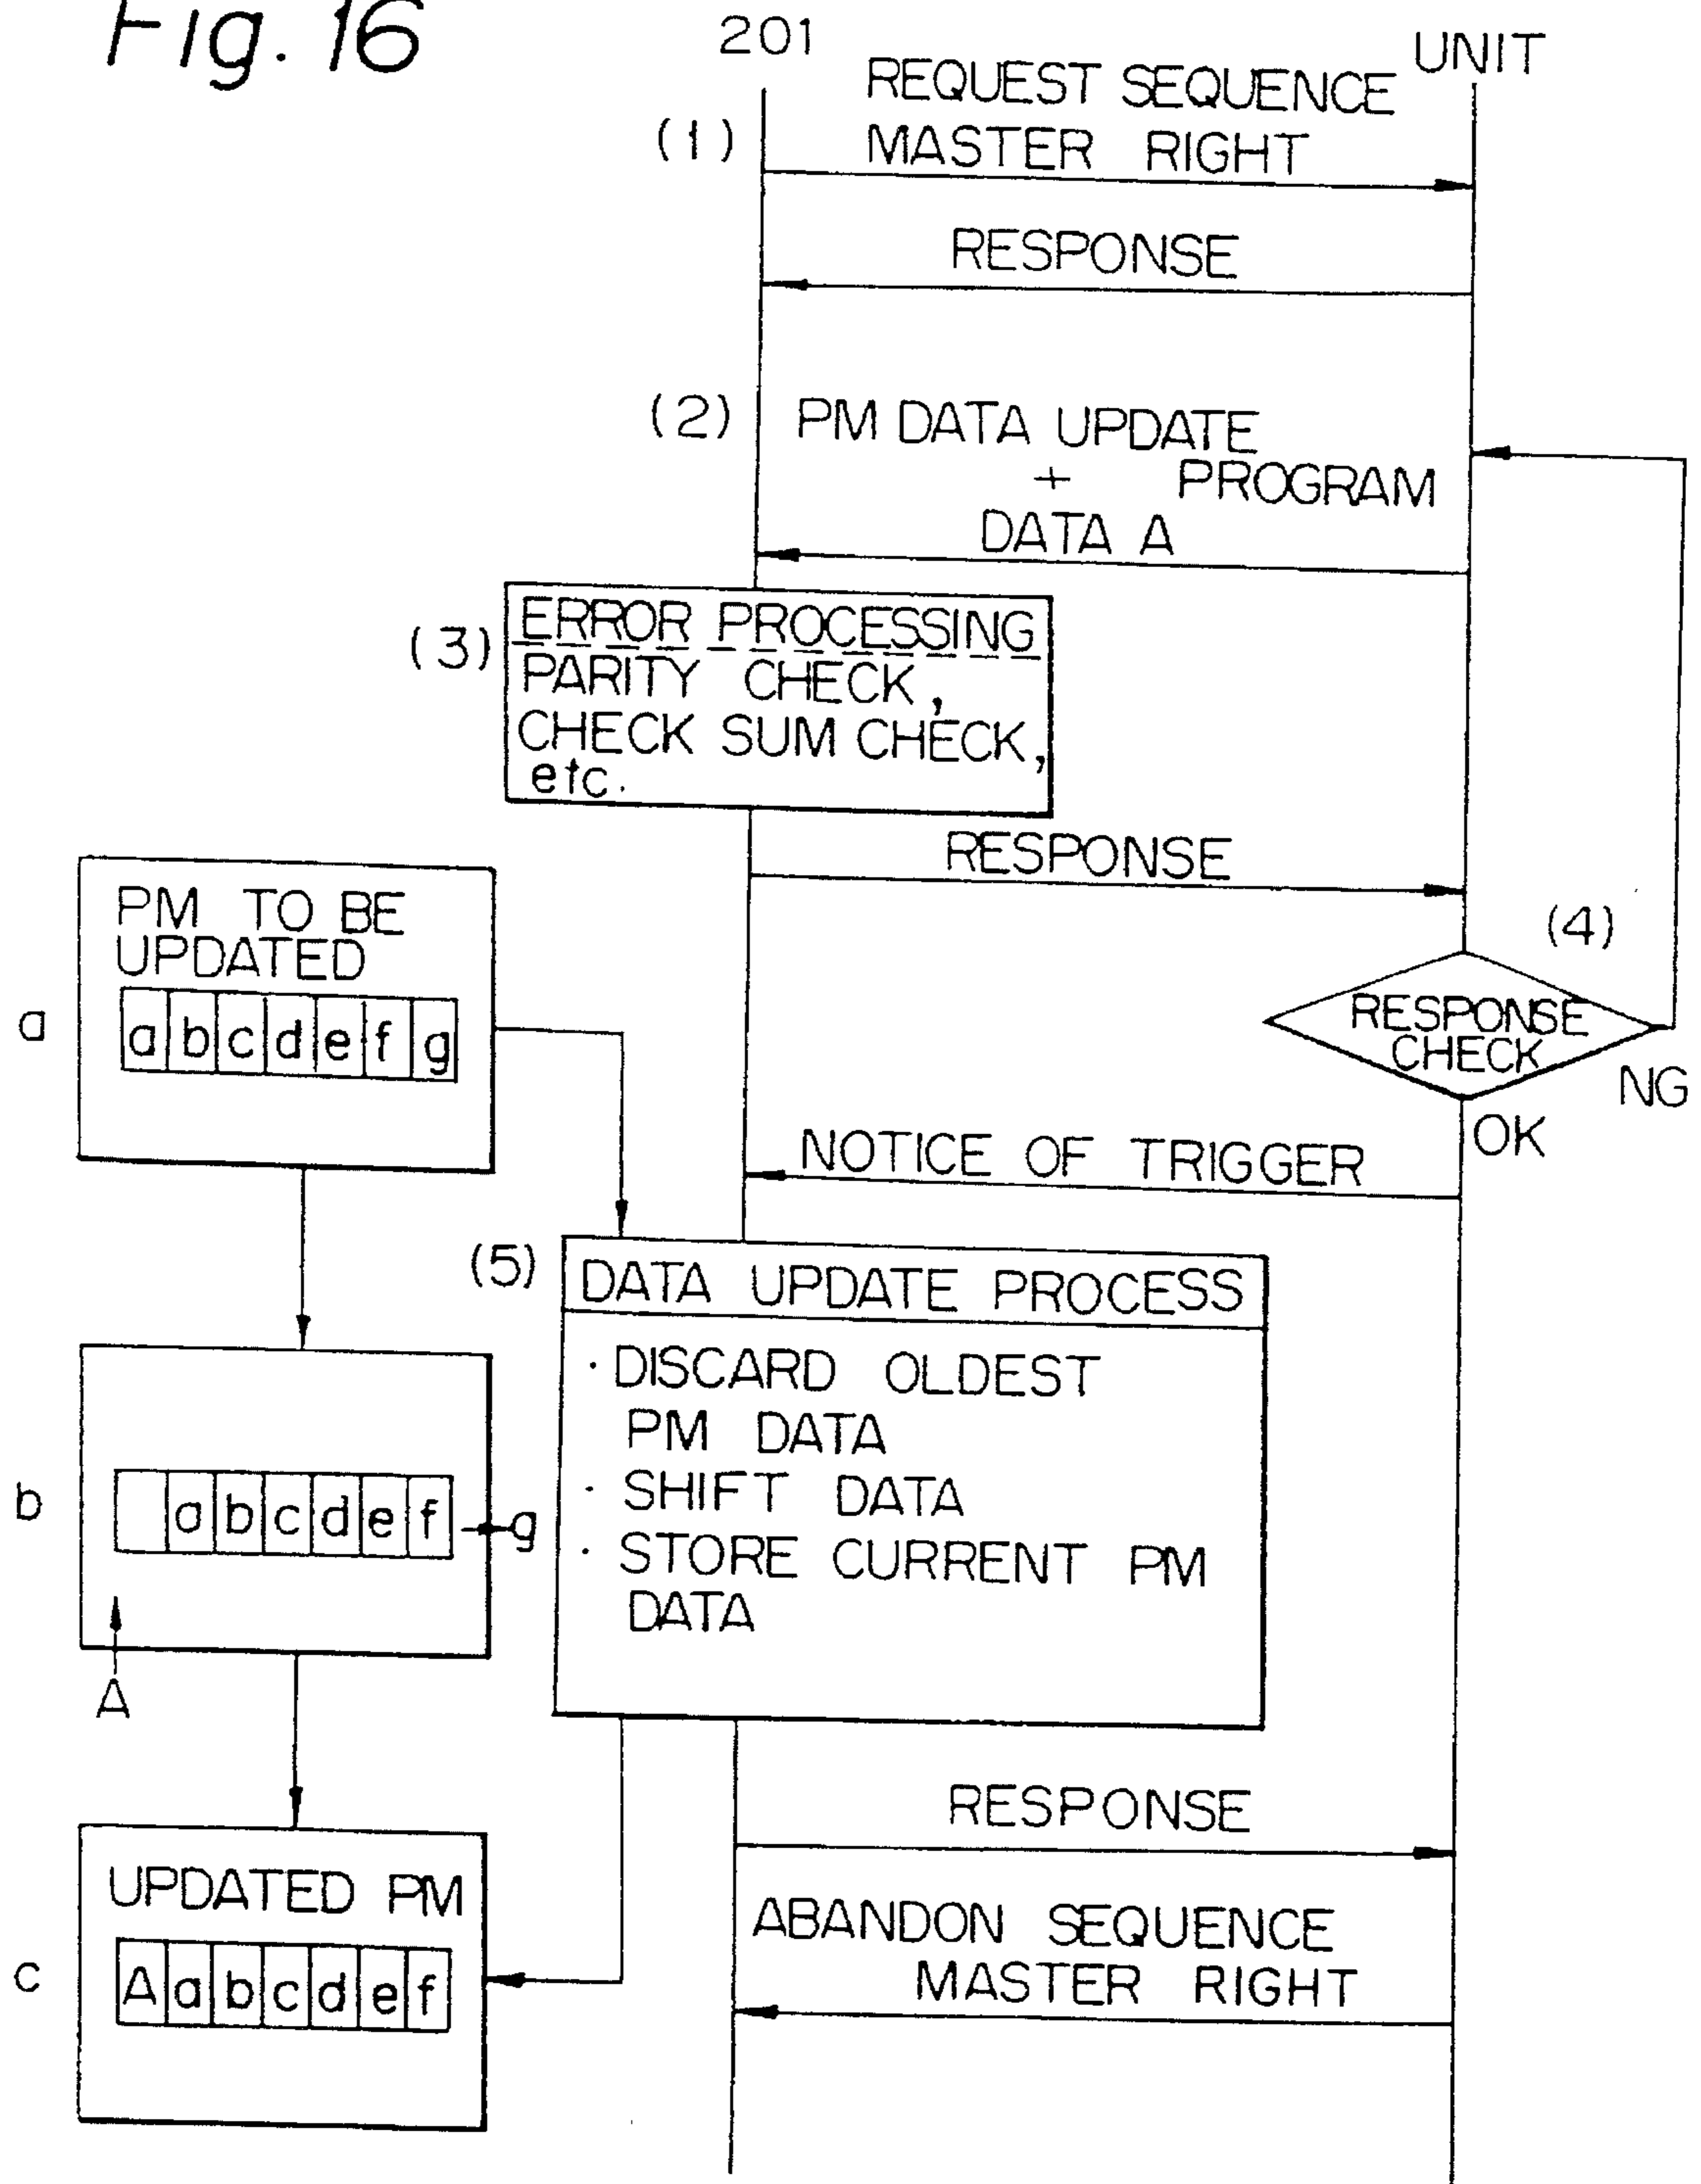 Fig. 16
201
UNIT
(1)
REQUEST SEQUENCE
MASTER RIGHT
RESPONSE
(2)
PM DATA UPDATE
+ PROGRAM
DATA A
(3)
ERROR PROCESSING
PARITY CHECK,
CHECK SUM CHECK,
etc.
RESPONSE
(4)
RESPONSE
CHECK
NG
OK
a
PM TO BE
UPDATED
a b c d e f g
NOTICE OF TRIGGER
(5)
DATA UPDATE PROCESS
· DISCARD OLDEST
PM DATA
· SHIFT DATA
· STORE CURRENT PM
DATA
b
a b c d e f g
A
RESPONSE
c
UPDATED PM
A a b c d e f
ABANDON SEQUENCE
MASTER RIGHT